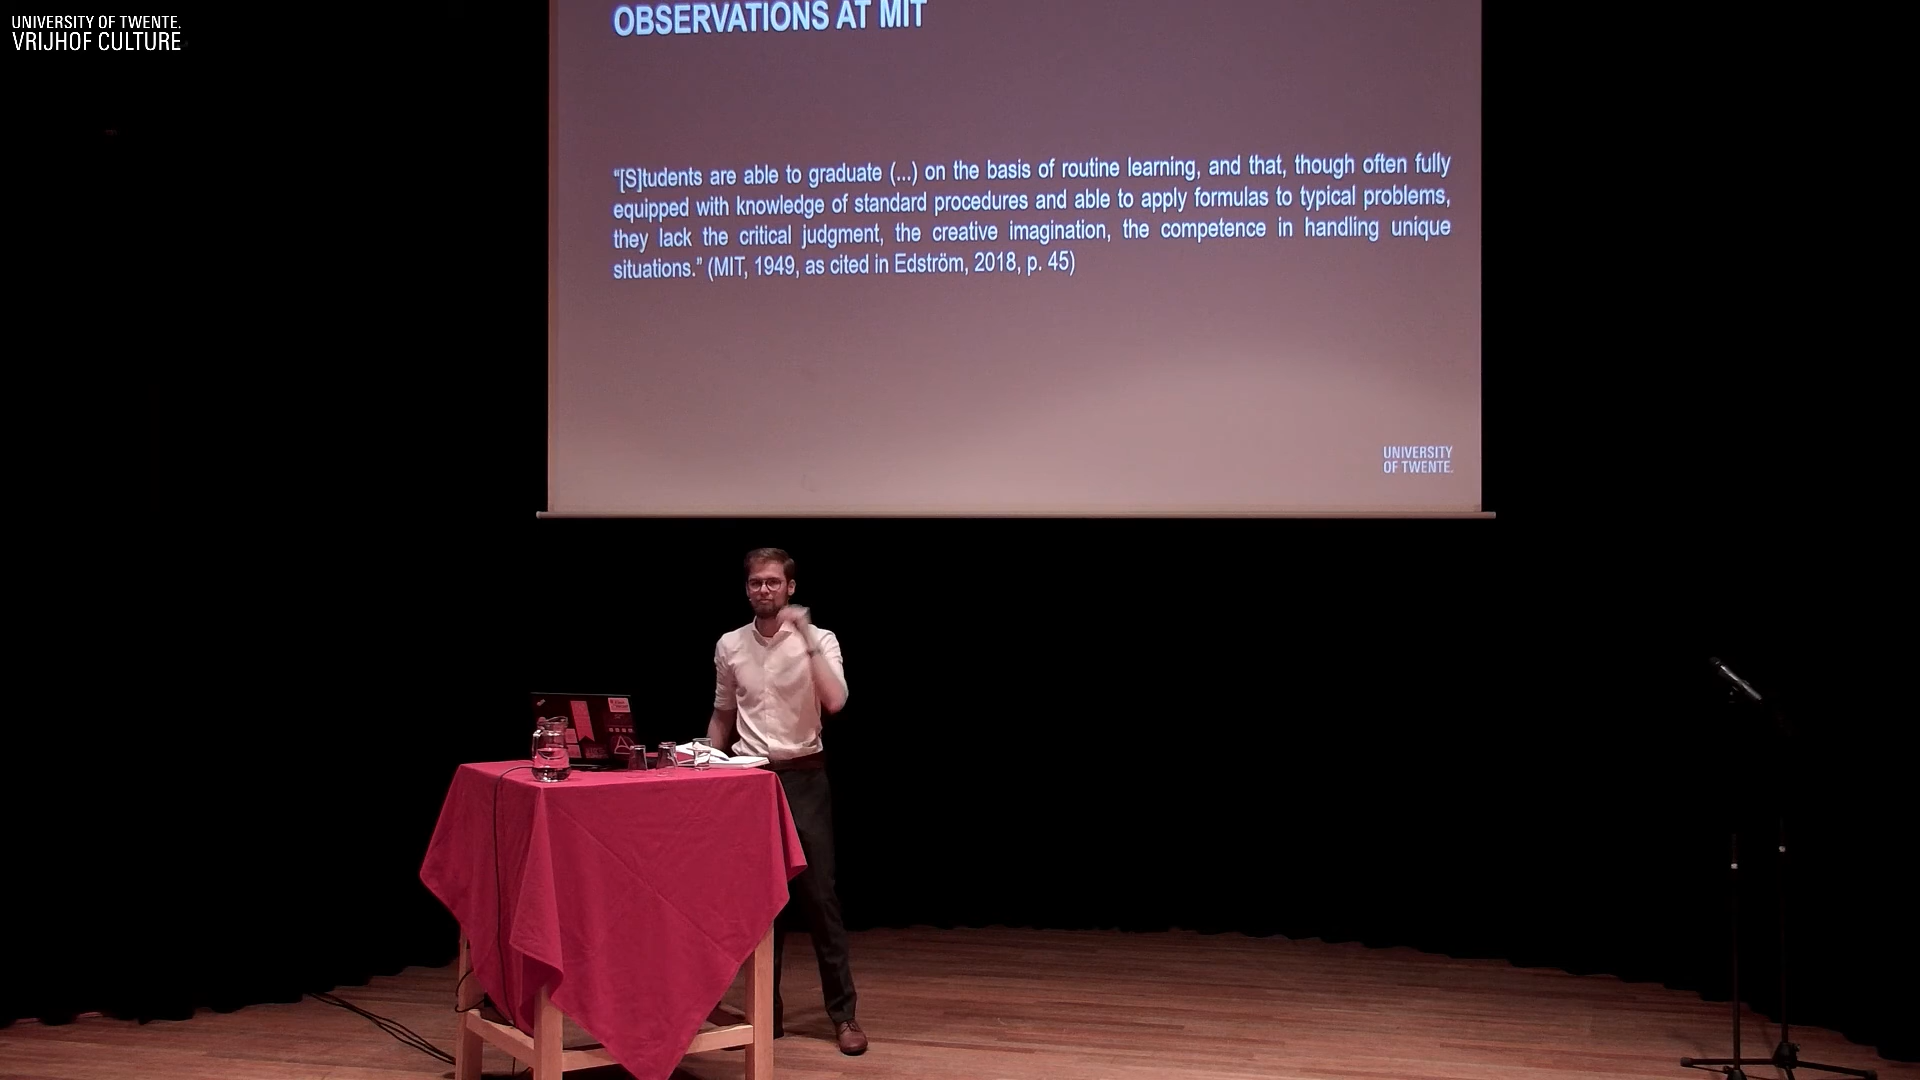 UNIVERSITY OF TWENTE.
VRIJHOF CULTURE
OBSERVATIONS AT MIT
“[S]tudents are able to graduate (...) on the basis of routine learning, and that, though often fully
equipped with knowledge of standard procedures and able to apply formulas to typical problems,
they lack the critical judgment, the creative imagination, the competence in handling unique
situations.” (MIT, 1949, as cited in Edström, 2018, p. 45)
UNIVERSITY
OF TWENTE.